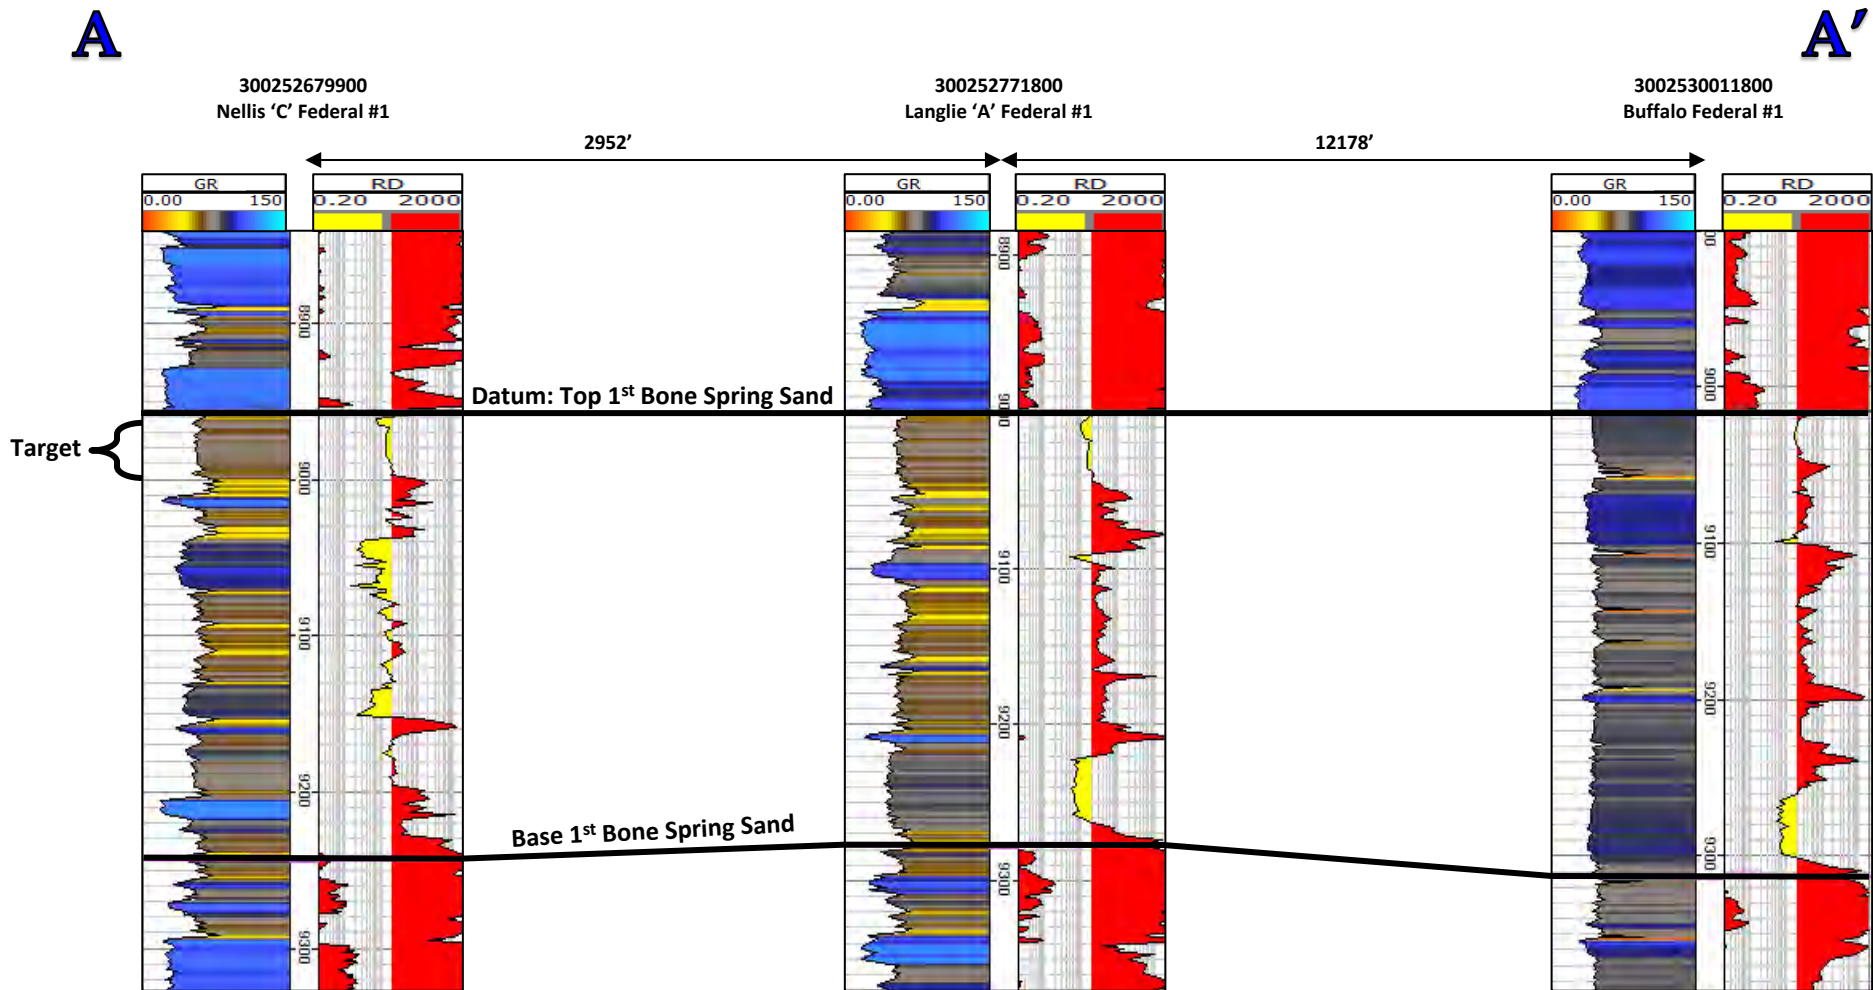 A
A′
300252679900
Nellis ‘C’ Federal #1
300252771800
Langlie ‘A’ Federal #1
3002530011800
Buffalo Federal #1
2952’
12178’
GR
0.00 150
RD
0.20 2000
GR
0.00 150
RD
0.20 2000
GR
0.00 150
RD
0.20 2000
8900
9000
9100
9200
9300
8900
9000
9100
9200
9300
00
9000
9100
9200
9300
Datum: Top 1st Bone Spring Sand
Target
Base 1st Bone Spring Sand